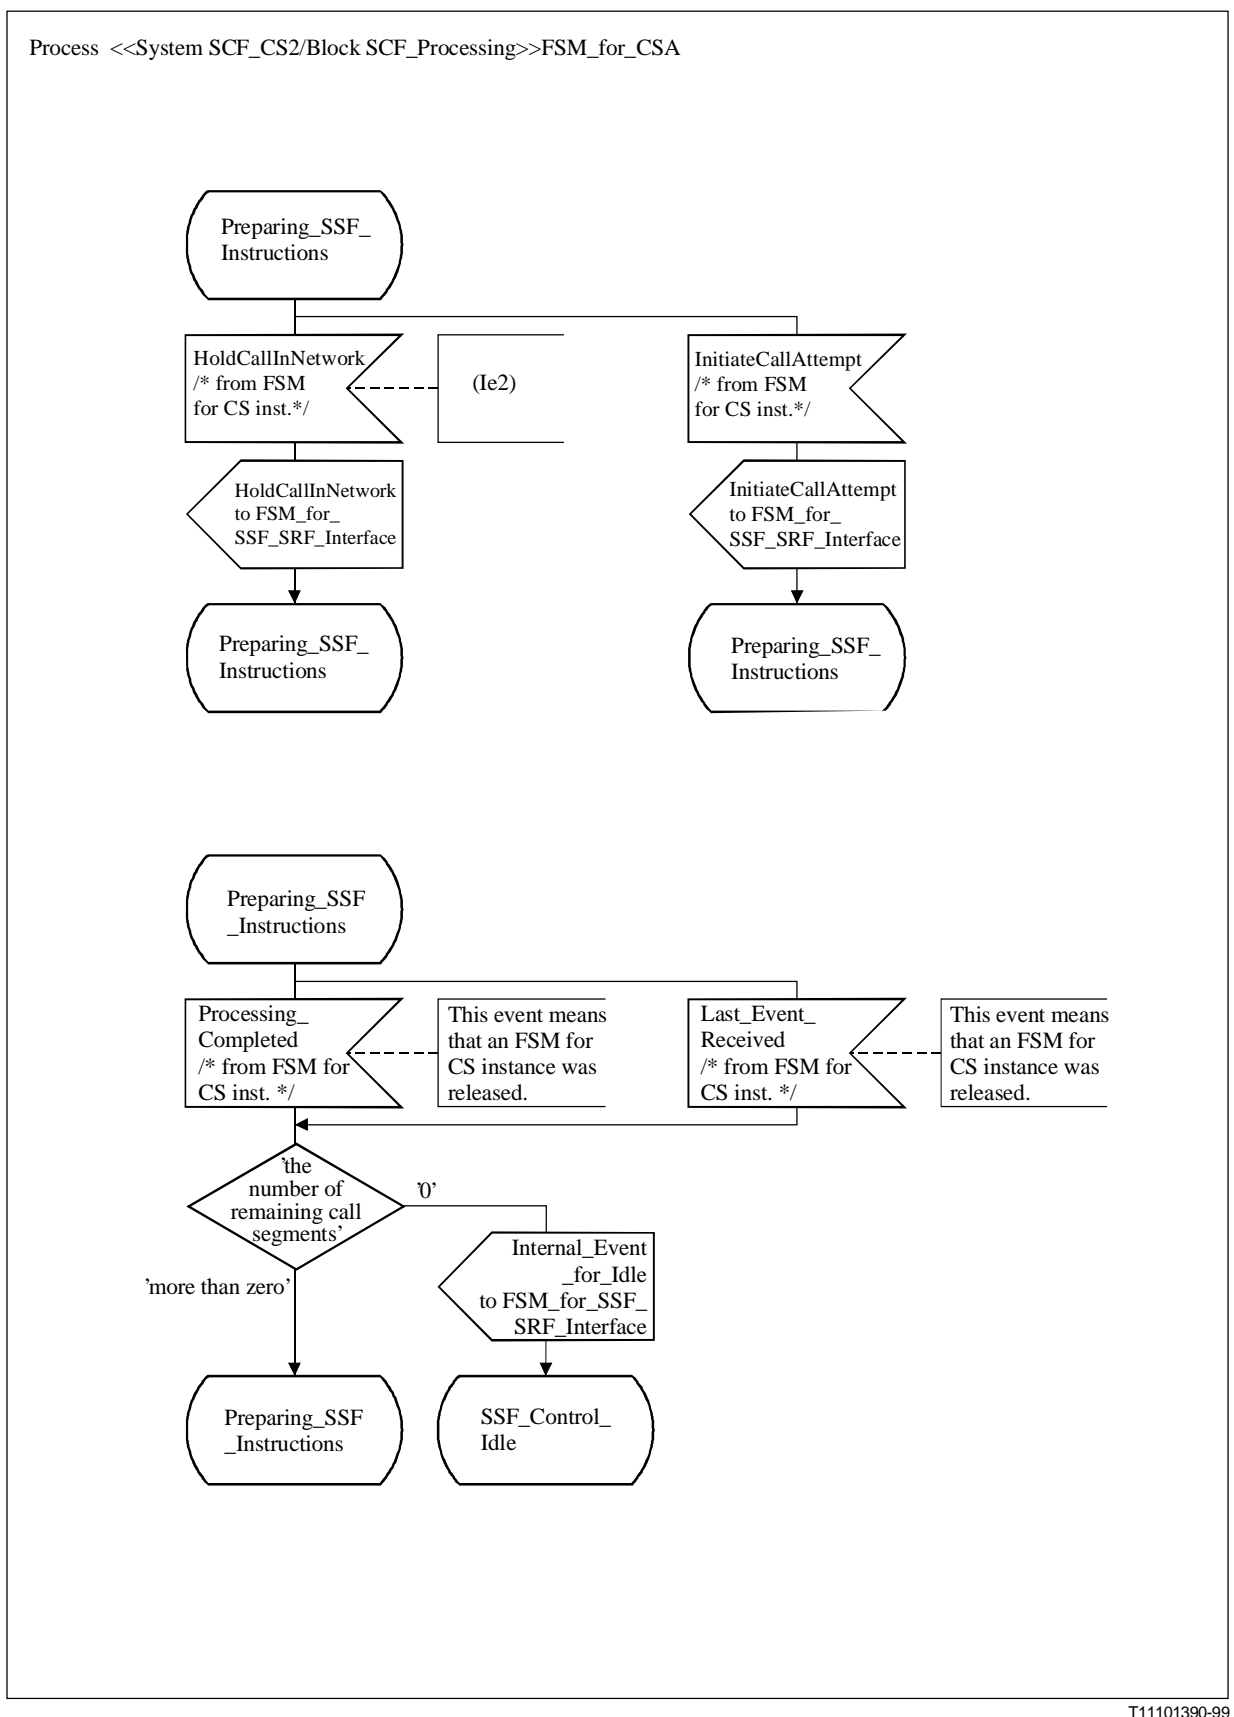 Process <<System SCF_CS2/Block SCF_Processing>>FSM_for_CSA
Preparing_SSF_
Instructions
HoldCallInNetwork
/* from FSM
for CS inst.*/
(Ie2)
InitiateCallAttempt
/* from FSM
for CS inst.*/
HoldCallInNetwork
to FSM_for_
SSF_SRF_Interface
InitiateCallAttempt
to FSM_for_
SSF_SRF_Interface
Preparing_SSF_
Instructions
Preparing_SSF_
Instructions
Preparing_SSF
_Instructions
Processing_
Completed
/* from FSM for
CS inst. */
This event means
that an FSM for
CS instance was
released.
Last_Event_
Received
/* from FSM for
CS inst. */
This event means
that an FSM for
CS instance was
released.
’the
number of
remaining call
segments’
’0’
’more than zero’
Internal_Event
_for_Idle
to FSM_for_SSF_
SRF_Interface
Preparing_SSF
_Instructions
SSF_Control_
Idle
T11101390-99